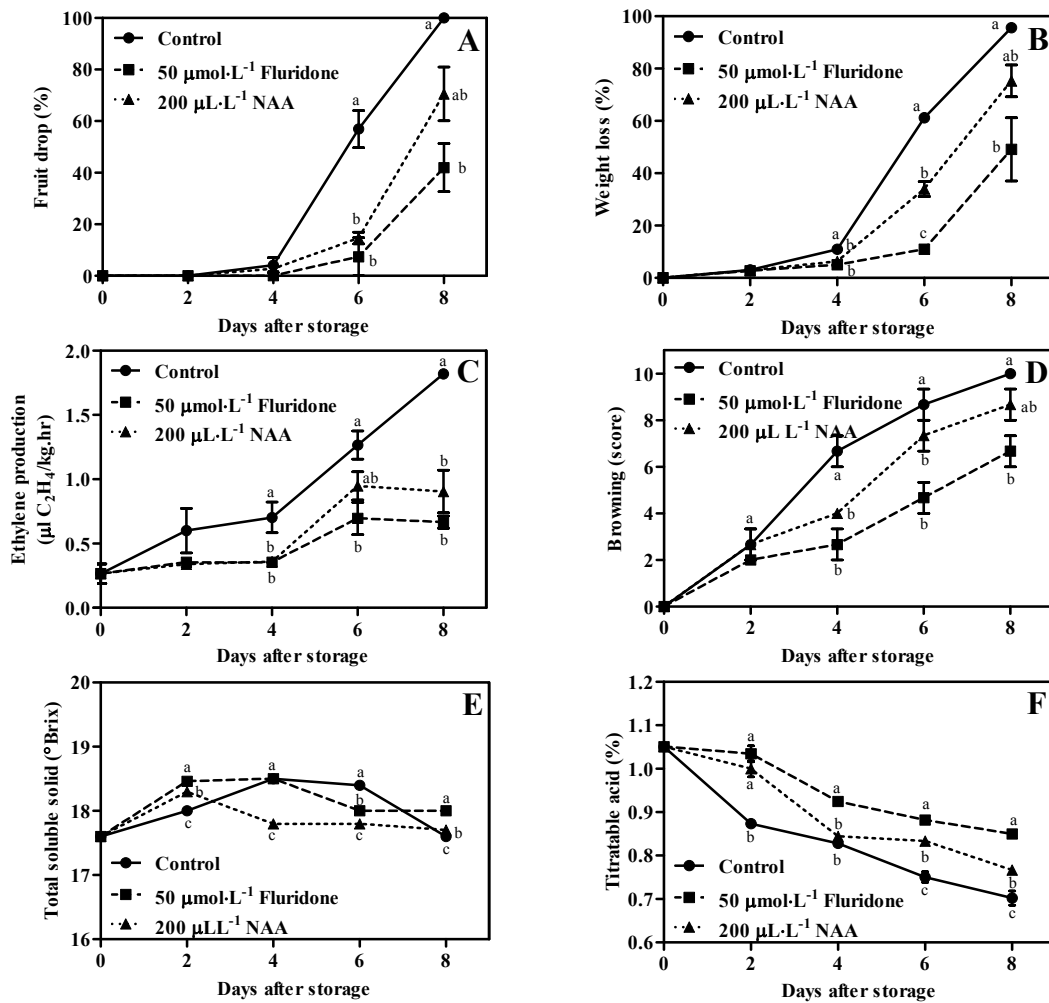 A
Control
50 μmol·L⁻¹ Fluridone
200 μL·L⁻¹ NAA
Fruit drop (%)
100
80
60
40
20
0
a
a
ab
b
b
b
0 2 4 6 8
Days after storage
B
Control
50 μmol·L⁻¹ Fluridone
200 μL·L⁻¹ NAA
Weight loss (%)
100
80
60
40
20
0
a
ab
a
b
b
a
b
c
b
0 2 4 6 8
Days after storage
C
Control
50 μmol·L⁻¹ Fluridone
200 μL·L⁻¹ NAA
Ethylene production
(μl C₂H₄/kg.hr)
2.0
1.5
1.0
0.5
0.0
a
a
a
ab
b
b
b
b
b
0 2 4 6 8
Days after storage
D
Control
50 μmol·L⁻¹ Fluridone
200 μL L⁻¹ NAA
Browning (score)
10
8
6
4
2
0
a
a
ab
a
a
b
b
b
b
b
0 2 4 6 8
Days after storage
E
Control
50 μmol·L⁻¹ Fluridone
200 μLL⁻¹ NAA
Total soluble solid (°Brix)
20
19
18
17
16
a
a
a
b
b
a
c
c
c
b
c
0 2 4 6 8
Days after storage
F
Control
50 μmol·L⁻¹ Fluridone
200 μL·L⁻¹ NAA
Titratable acid (%)
1.2
1.1
1.0
0.9
0.8
0.7
0.6
a
a
a
a
a
b
b
b
b
b
c
c
0 2 4 6 8
Days after storage